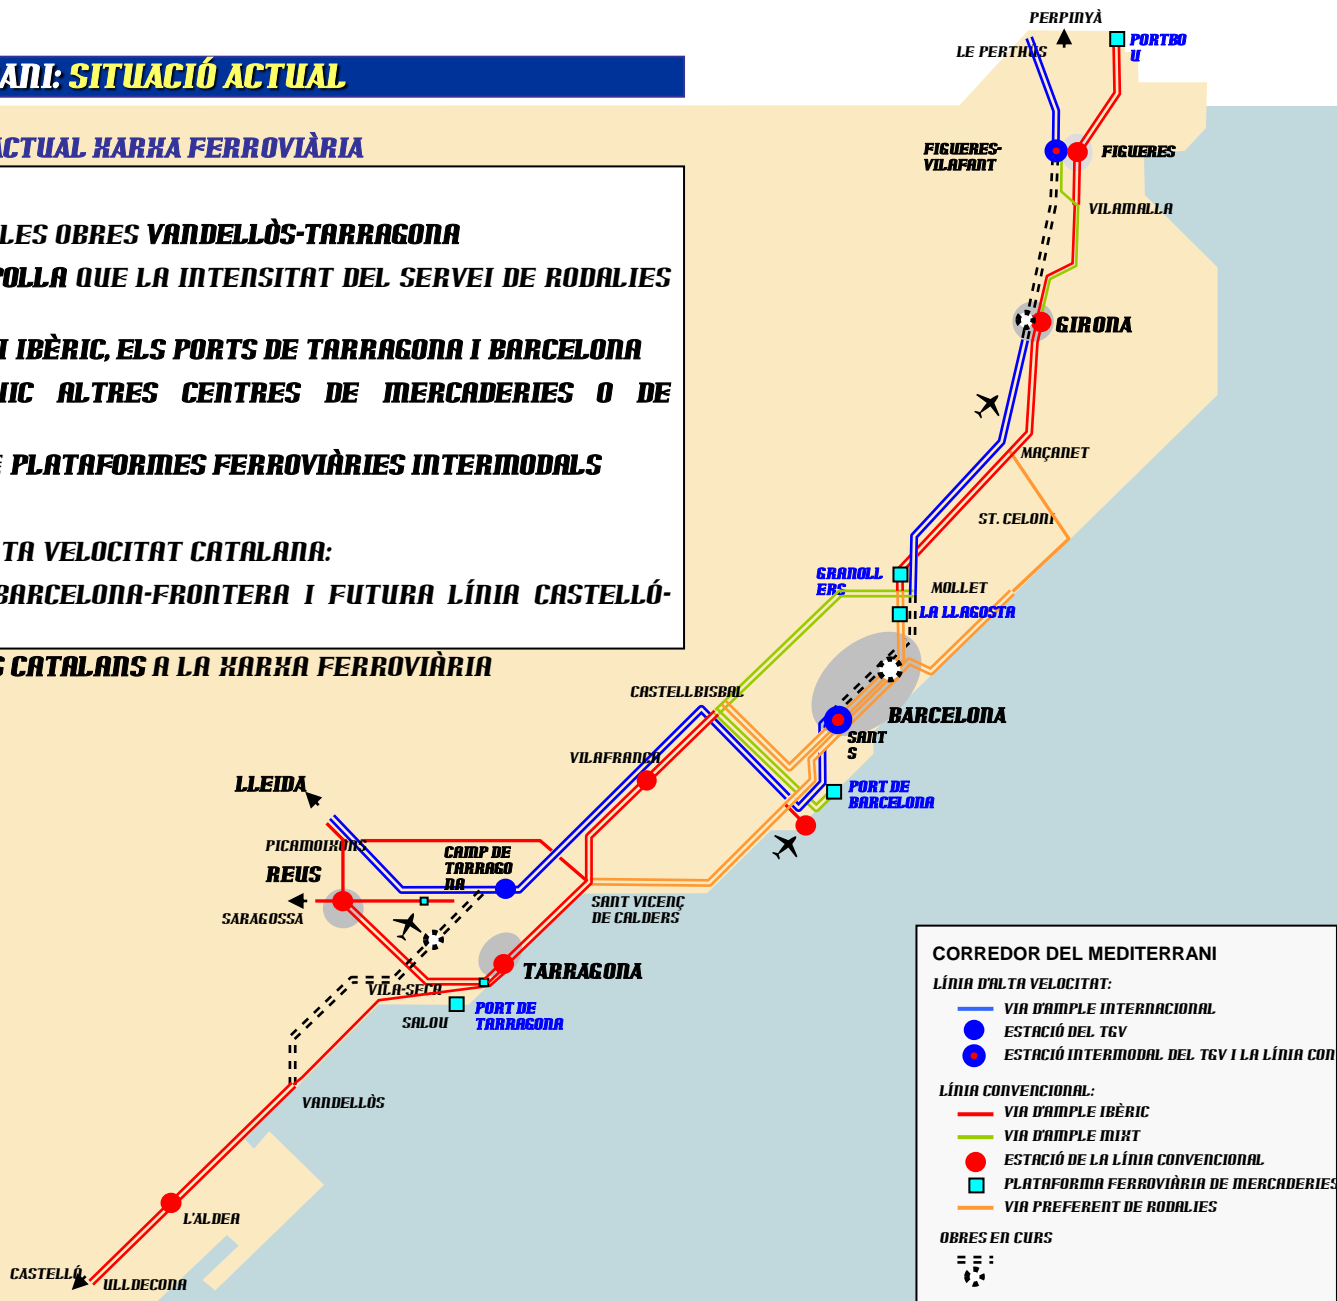 ANI: SITUACIÓ ACTUAL
ACTUAL XARXA FERROVIÀRIA
LES OBRES VANDELLÒS-TARRAGONA
QUE LA INTENSITAT DEL SERVEI DE RODALIES
I IBÈRIC, ELS PORTS DE TARRAGONA I BARCELONA
ALTRES CENTRES DE MERCADERIES O DE
PLATAFORMES FERROVIÀRIES INTERMODALS
TA VELOCITAT CATALANA:
BARCELONA-FRONTERA I FUTURA LÍNIA CASTELLÓ-
CATALANS A LA XARXA FERROVIÀRIA
PERPINYÀ
LE PERTHUS
PORTBO
U
FIGUERES-
VILAFANT
FIGUERES
VILAMALLA
GIRONA
MAÇANET
ST. CELONI
GRANOLL
ERS
MOLLET
LA LLAGOSTA
CASTELLBISBAL
BARCELONA
SANT
S
VILAFRANCA
PORT DE
BARCELONA
LLEIDA
PICAMOIXONS
CAMP DE
TARRAGO
NA
REUS
SARAGOSSA
SANT VICENÇ
DE CALDERS
TARRAGONA
VILA-SECA
SALOU
PORT DE
TARRAGONA
VANDELLÒS
L'ALDEA
CASTELLÓ
ULLDECONA
CORREDOR DEL MEDITERRANI
LÍNIA D'ALTA VELOCITAT:
VIA D'AMPLE INTERNACIONAL
ESTACIÓ DEL TGV
ESTACIÓ INTERMODAL DEL TGV I LA LÍNIA CON
LÍNIA CONVENCIONAL:
VIA D'AMPLE IBÈRIC
VIA D'AMPLE MIXT
ESTACIÓ DE LA LÍNIA CONVENCIONAL
PLATAFORMA FERROVIÀRIA DE MERCADERIES
VIA PREFERENT DE RODALIES
OBRES EN CURS